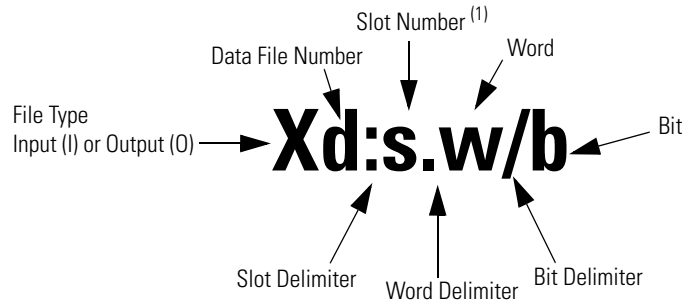 Slot Number (1)
Word
Data File Number
File Type
Input (I) or Output (O)
Xd:s.w/b
Bit
Slot Delimiter
Word Delimiter
Bit Delimiter